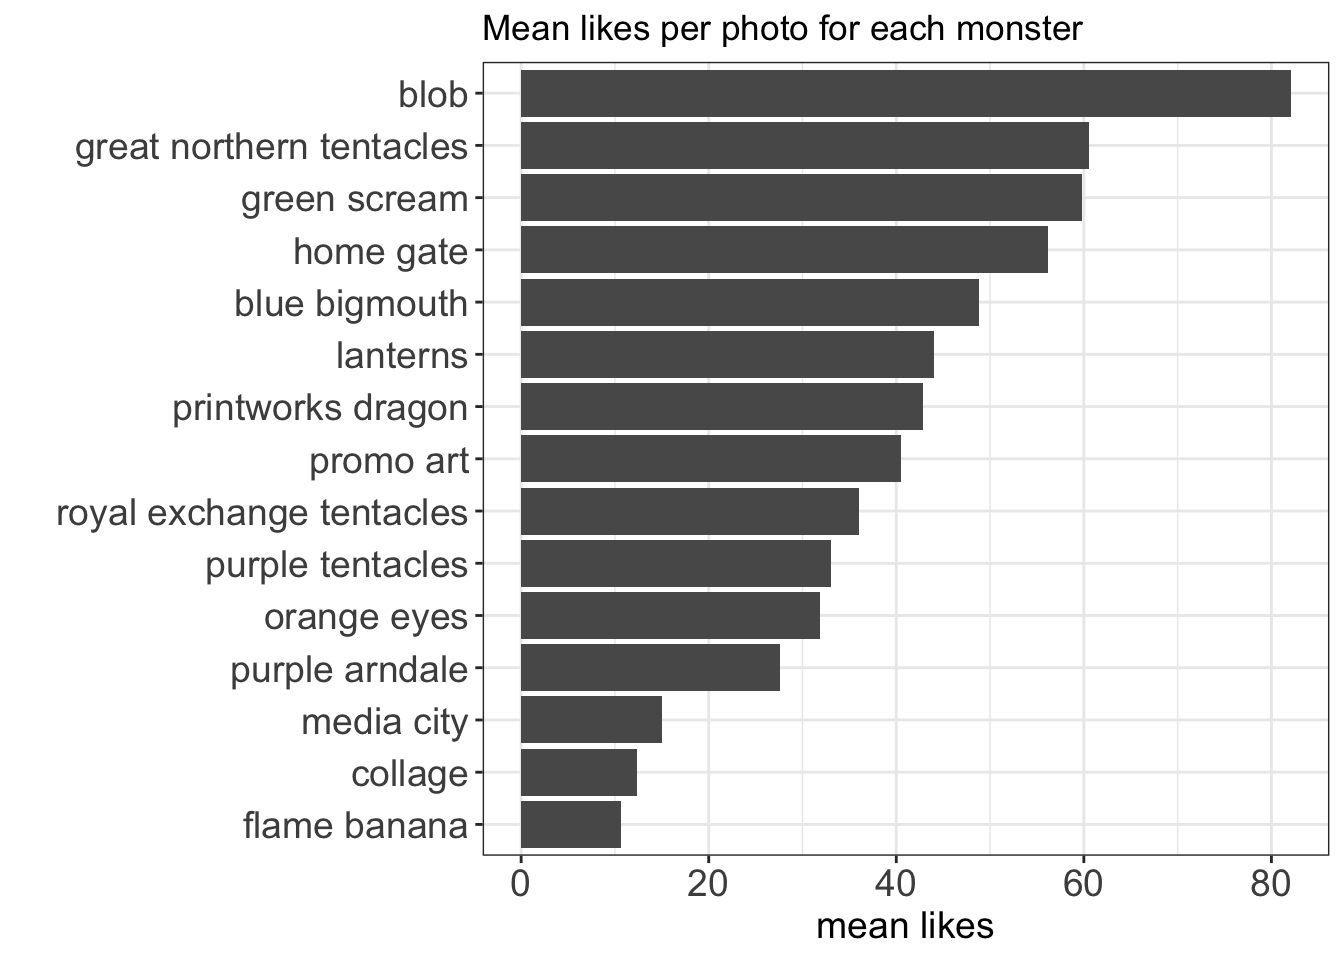 Mean likes per photo for each monster
blob
great northern tentacles
green scream
home gate
blue bigmouth
lanterns
printworks dragon
promo art
royal exchange tentacles
purple tentacles
orange eyes
purple arndale
media city
collage
flame banana
0 20 40 60 80
mean likes